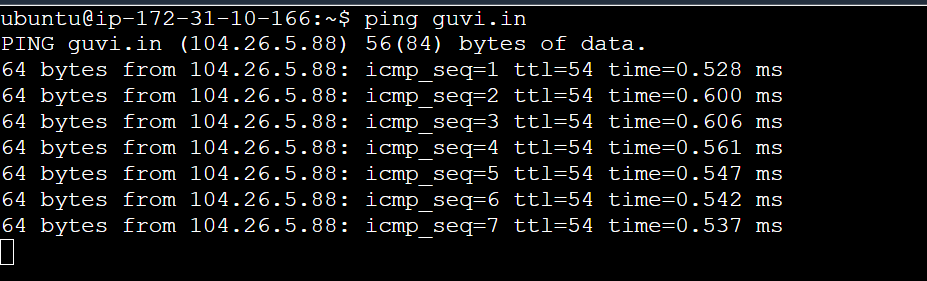 ubuntu@ip-172-31-10-166:~$ ping guvi.in
PING guvi.in (104.26.5.88) 56(84) bytes of data.
64 bytes from 104.26.5.88: icmp_seq=1 ttl=54 time=0.528 ms
64 bytes from 104.26.5.88: icmp_seq=2 ttl=54 time=0.600 ms
64 bytes from 104.26.5.88: icmp_seq=3 ttl=54 time=0.606 ms
64 bytes from 104.26.5.88: icmp_seq=4 ttl=54 time=0.561 ms
64 bytes from 104.26.5.88: icmp_seq=5 ttl=54 time=0.547 ms
64 bytes from 104.26.5.88: icmp_seq=6 ttl=54 time=0.542 ms
64 bytes from 104.26.5.88: icmp_seq=7 ttl=54 time=0.537 ms